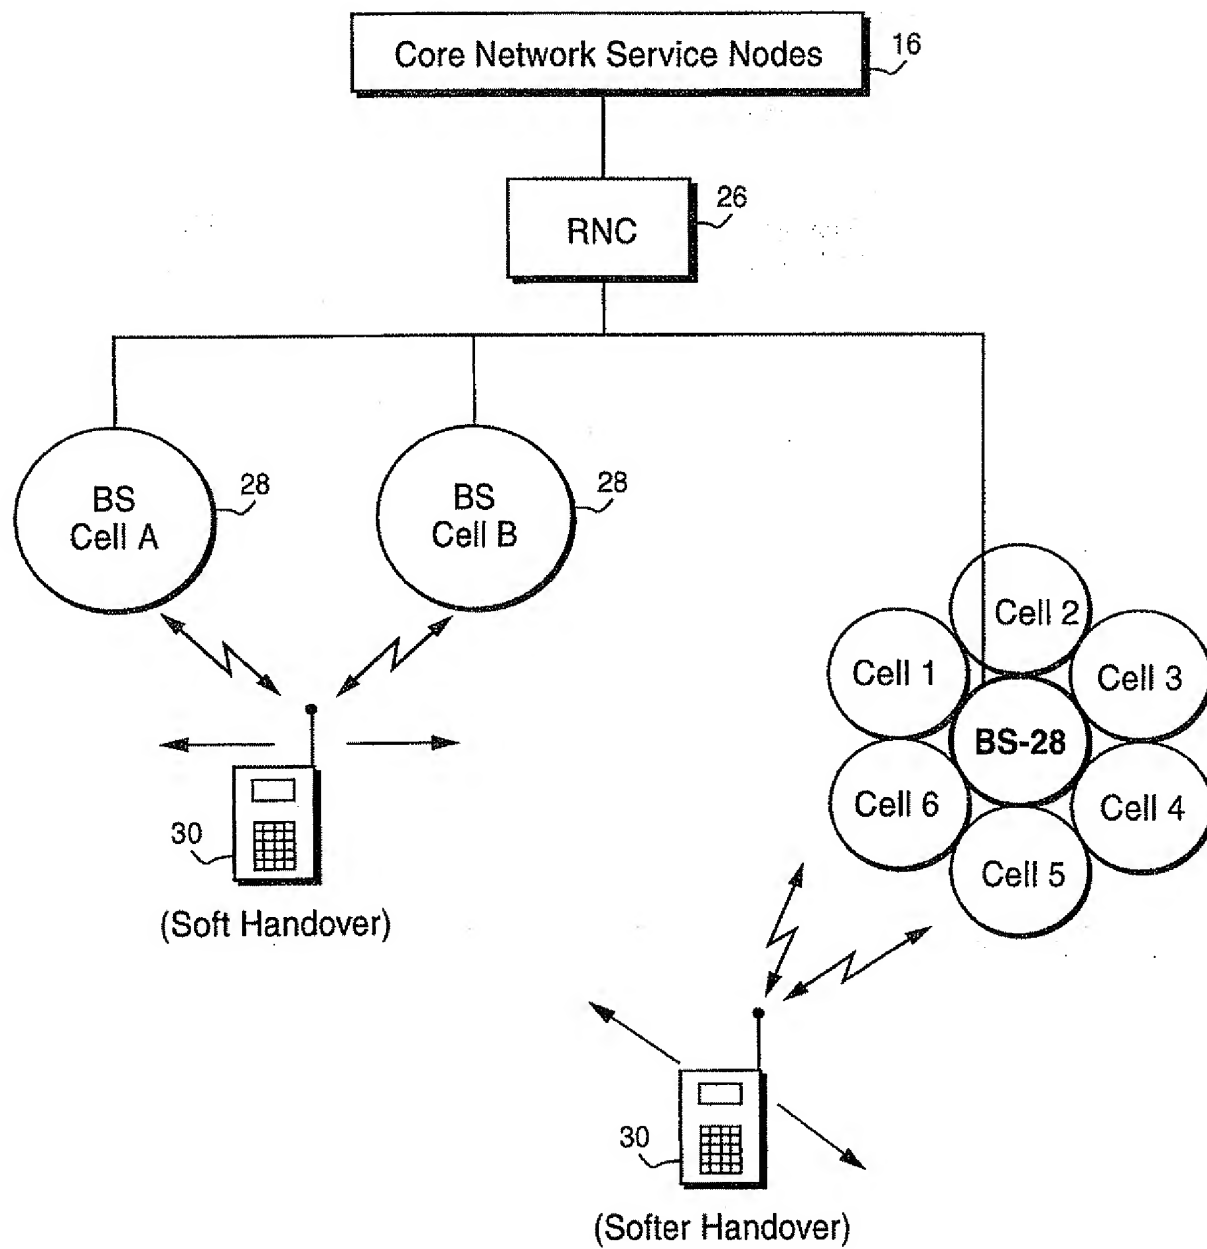 Core Network Service Nodes
16
RNC
26
BS
Cell A
28
BS
Cell B
28
Cell 2
Cell 1
Cell 3
BS-28
Cell 6
Cell 4
Cell 5
30
(Soft Handover)
30
(Softer Handover)